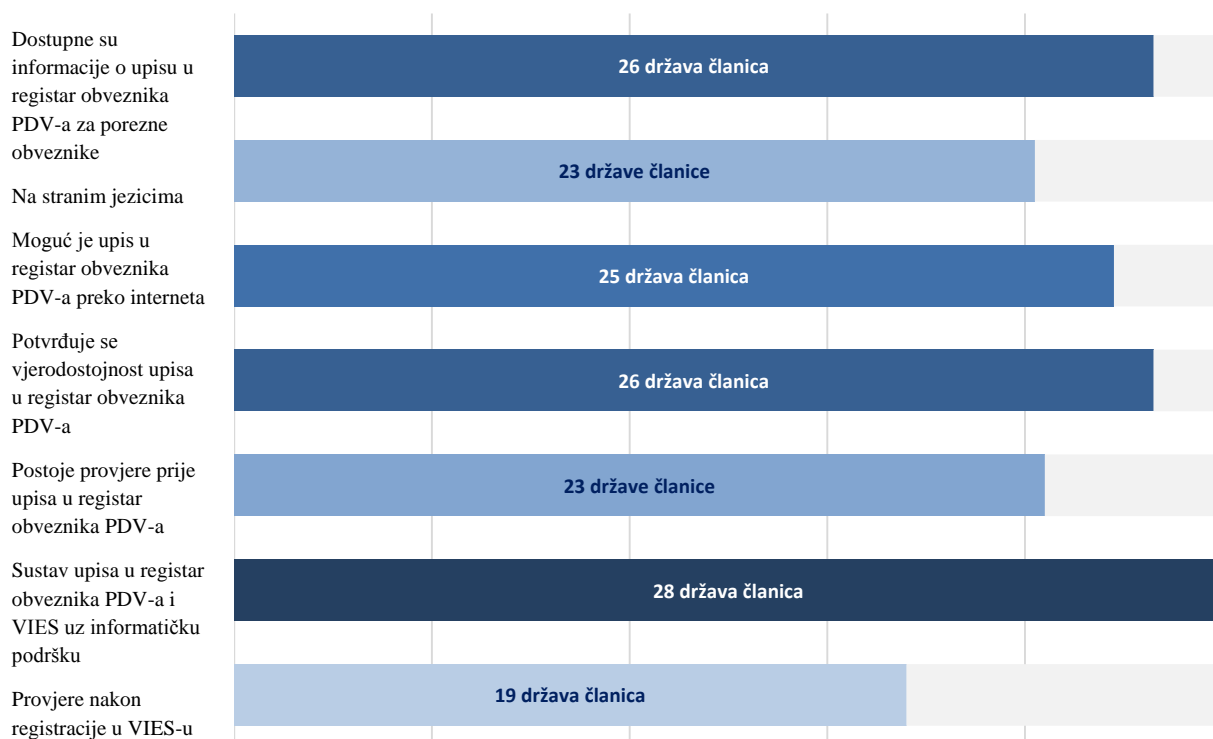 Dostupne su
informacije o upisu u
registar obveznika
PDV-a za porezne
obveznike
26 država članica
Na stranim jezicima
23 države članice
Moguć je upis u
registar obveznika
PDV-a preko interneta
25 država članica
Potvrđuje se
vjerodostojnost upisa
u registar obveznika
PDV-a
26 država članica
Postoje provjere prije
upisa u registar
obveznika PDV-a
23 države članice
Sustav upisa u registar
obveznika PDV-a i
VIES uz informatičku
podršku
28 država članica
Provjere nakon
registracije u VIES-u
19 država članica